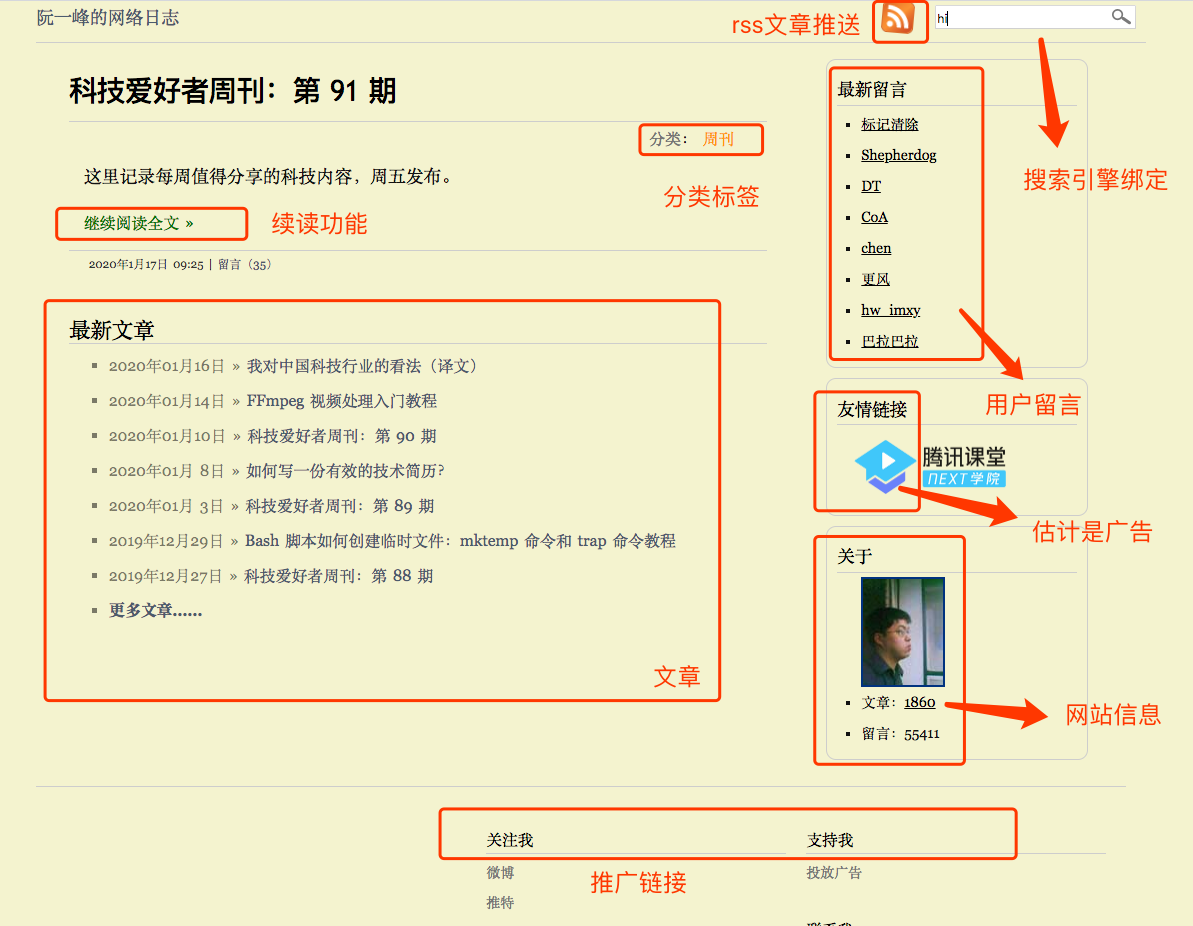 阮一峰的网络日志
rss文章推送
hi
科技爱好者周刊：第 91 期
分类： 周刊
分类标签
这里记录每周值得分享的科技内容，周五发布。
继续阅读全文 »
续读功能
2020年1月17日 09:25 | 留言（35）
最新文章
2020年01月16日 » 我对中国科技行业的看法（译文）
2020年01月14日 » FFmpeg 视频处理入门教程
2020年01月10日 » 科技爱好者周刊：第 90 期
2020年01月 8日 » 如何写一份有效的技术简历？
2020年01月 3日 » 科技爱好者周刊：第 89 期
2019年12月29日 » Bash 脚本如何创建临时文件：mktemp 命令和 trap 命令教程
2019年12月27日 » 科技爱好者周刊：第 88 期
更多文章……
文章
最新留言
标记清除
Shepherdog
DT
CoA
chen
更风
hw_imxy
巴拉巴拉
搜索引擎绑定
用户留言
友情链接
腾讯课堂
NEXT学院
估计是广告
关于
文章：1860
留言：55411
网站信息
关注我
微博
推特
推广链接
支持我
投放广告